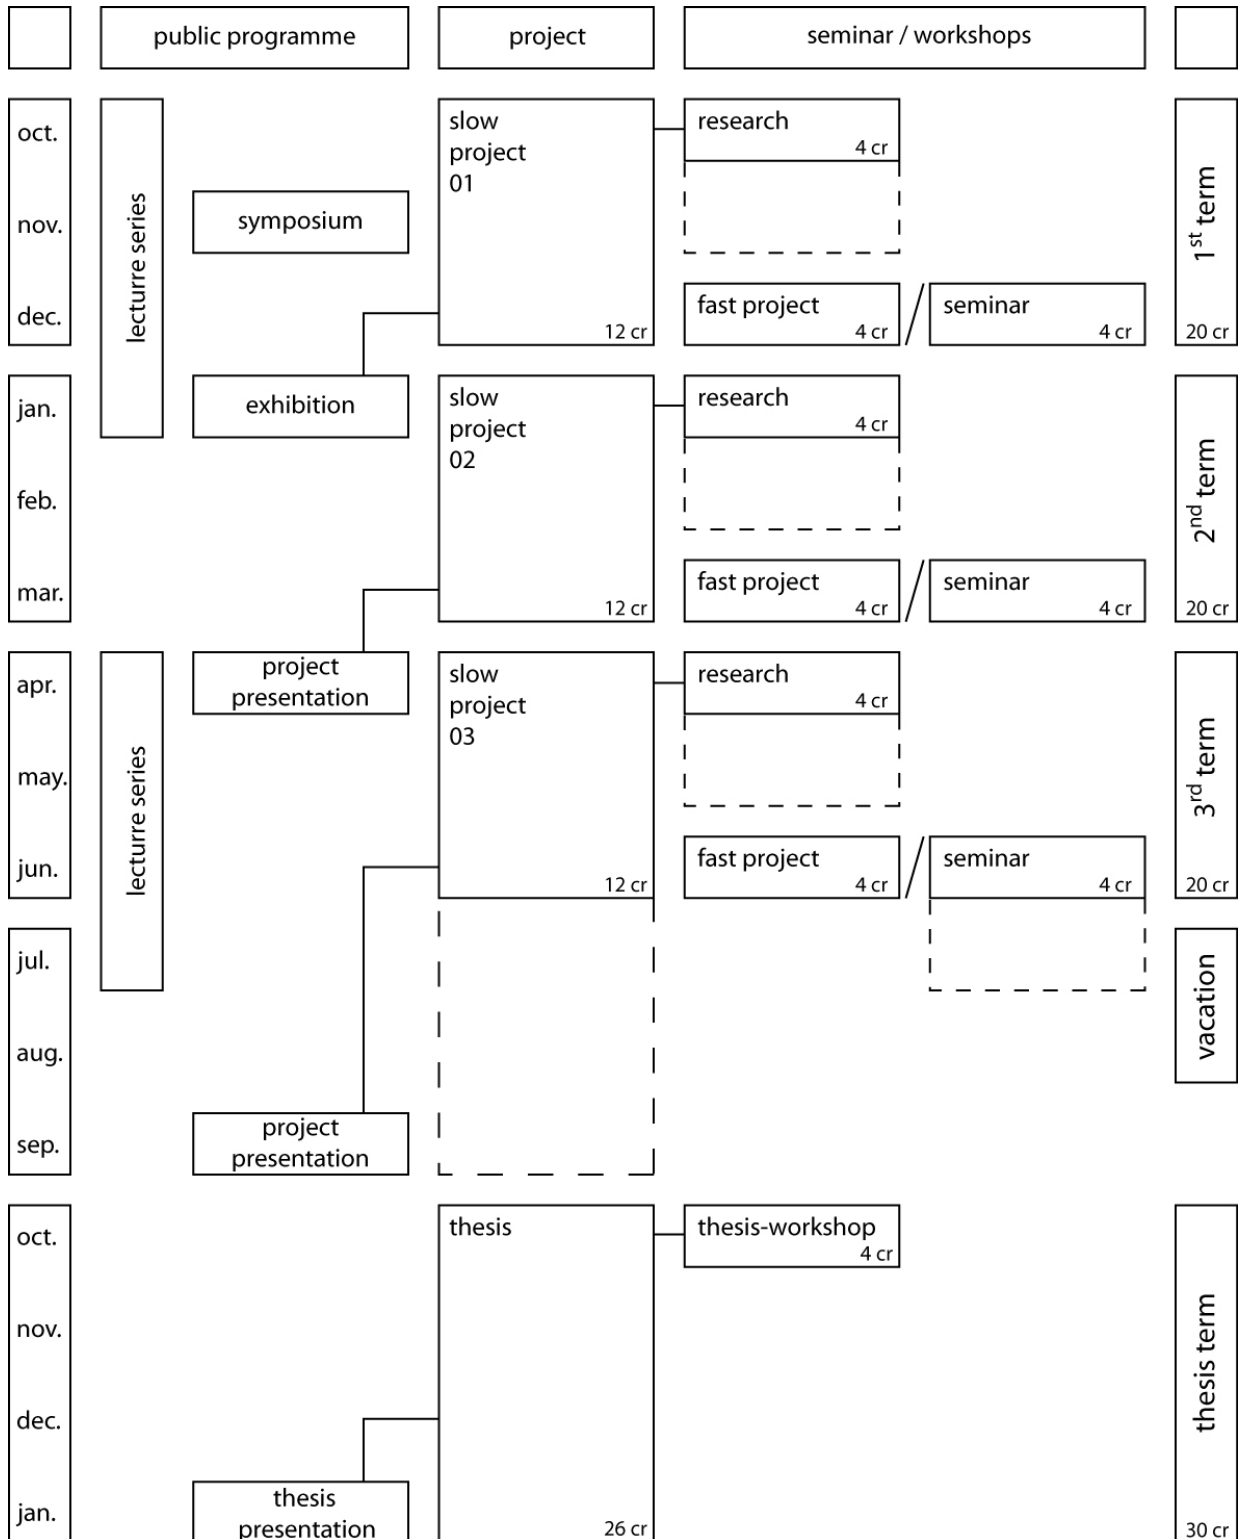 public programme
project
seminar / workshops
oct.
nov.
dec.
lecturre series
symposium
exhibition
slow
project
01
12 cr
research
4 cr
fast project
4 cr
/
seminar
4 cr
1st term
20 cr
jan.
feb.
mar.
slow
project
02
12 cr
research
4 cr
fast project
4 cr
/
seminar
4 cr
2nd term
20 cr
apr.
may.
jun.
lecturre series
project
presentation
slow
project
03
12 cr
research
4 cr
fast project
4 cr
/
seminar
4 cr
3rd term
20 cr
jul.
aug.
sep.
project
presentation
vacation
oct.
nov.
dec.
jan.
thesis
presentation
thesis
26 cr
thesis-workshop
4 cr
thesis term
30 cr